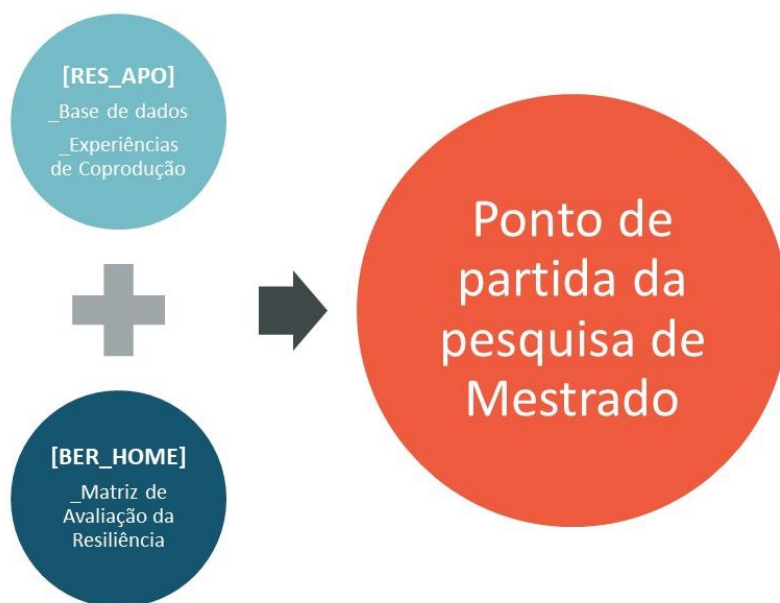 [RES_APO]
_Base de dados
_Experiências
de Coprodução
[BER_HOME]
_Matriz de
Avaliação da
Resiliência
Ponto de
partida da
pesquisa de
Mestrado